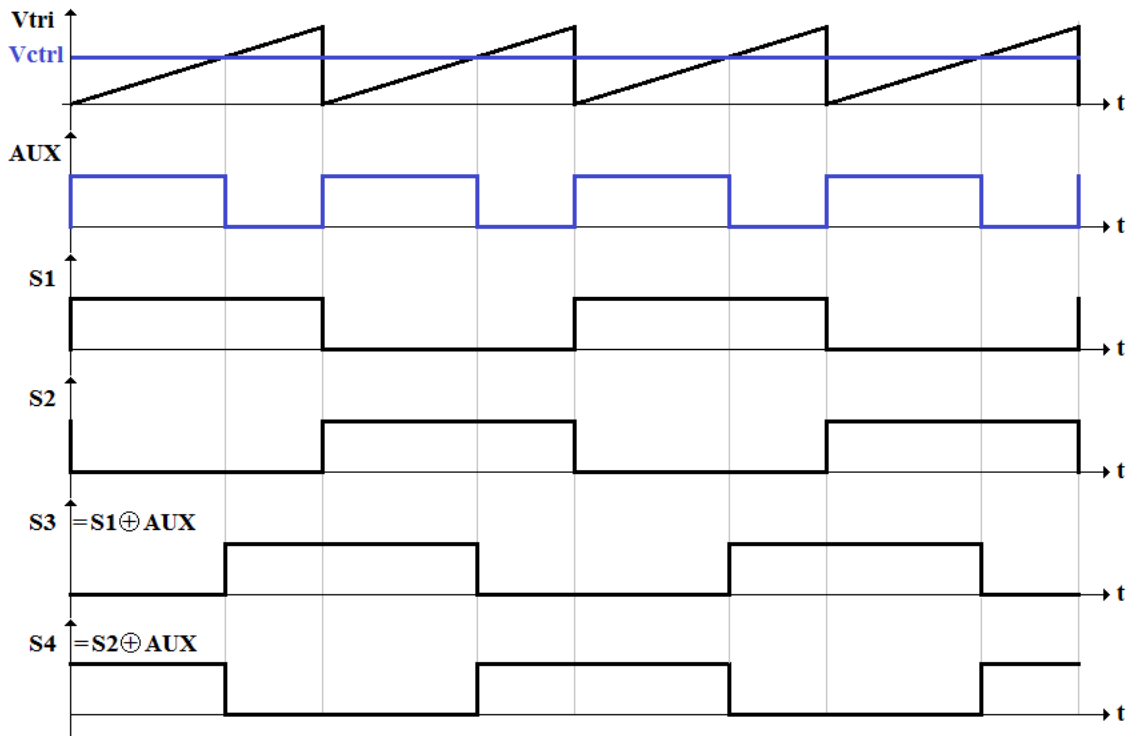 Vtri
Vctrl
t
AUX
t
S1
t
S2
t
S3 =S1⊕AUX
t
S4 =S2⊕AUX
t